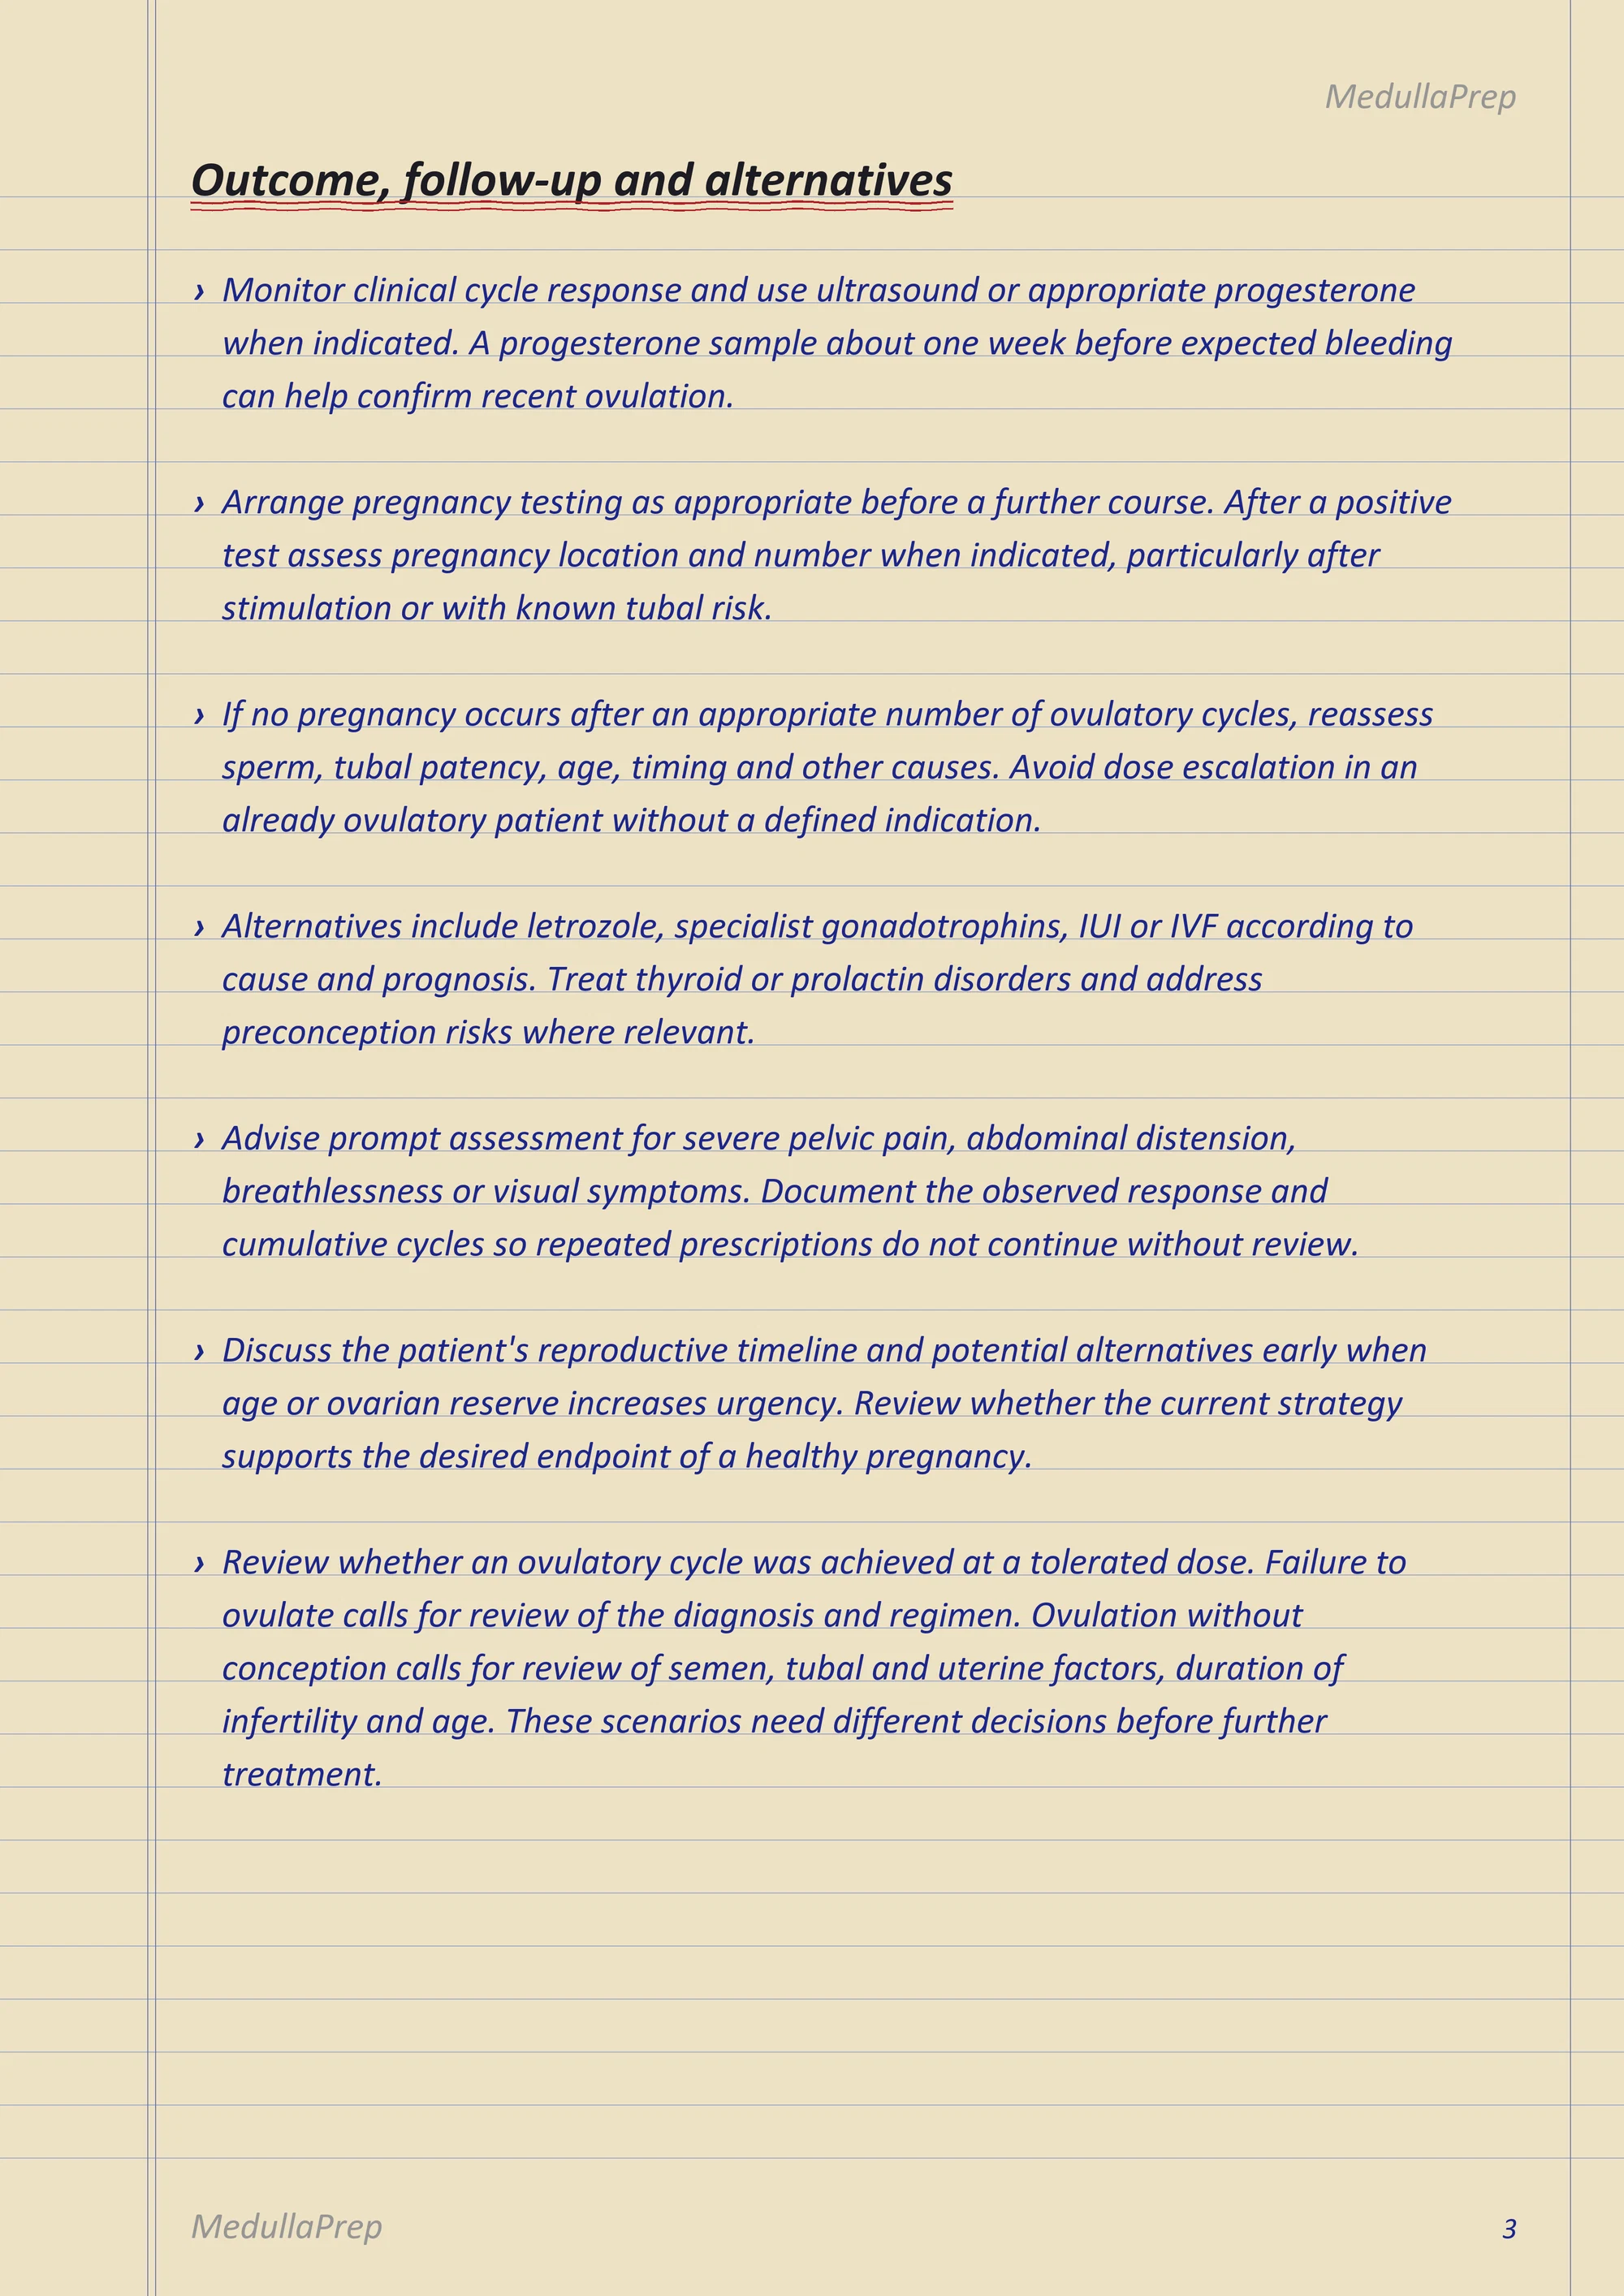 MedullaPrep
Outcome, follow-up and alternatives
› Monitor clinical cycle response and use ultrasound or appropriate progesterone
when indicated. A progesterone sample about one week before expected bleeding
can help confirm recent ovulation.
› Arrange pregnancy testing as appropriate before a further course. After a positive
test assess pregnancy location and number when indicated, particularly after
stimulation or with known tubal risk.
› If no pregnancy occurs after an appropriate number of ovulatory cycles, reassess
sperm, tubal patency, age, timing and other causes. Avoid dose escalation in an
already ovulatory patient without a defined indication.
› Alternatives include letrozole, specialist gonadotrophins, IUI or IVF according to
cause and prognosis. Treat thyroid or prolactin disorders and address
preconception risks where relevant.
› Advise prompt assessment for severe pelvic pain, abdominal distension,
breathlessness or visual symptoms. Document the observed response and
cumulative cycles so repeated prescriptions do not continue without review.
› Discuss the patient's reproductive timeline and potential alternatives early when
age or ovarian reserve increases urgency. Review whether the current strategy
supports the desired endpoint of a healthy pregnancy.
› Review whether an ovulatory cycle was achieved at a tolerated dose. Failure to
ovulate calls for review of the diagnosis and regimen. Ovulation without
conception calls for review of semen, tubal and uterine factors, duration of
infertility and age. These scenarios need different decisions before further
treatment.
MedullaPrep
3